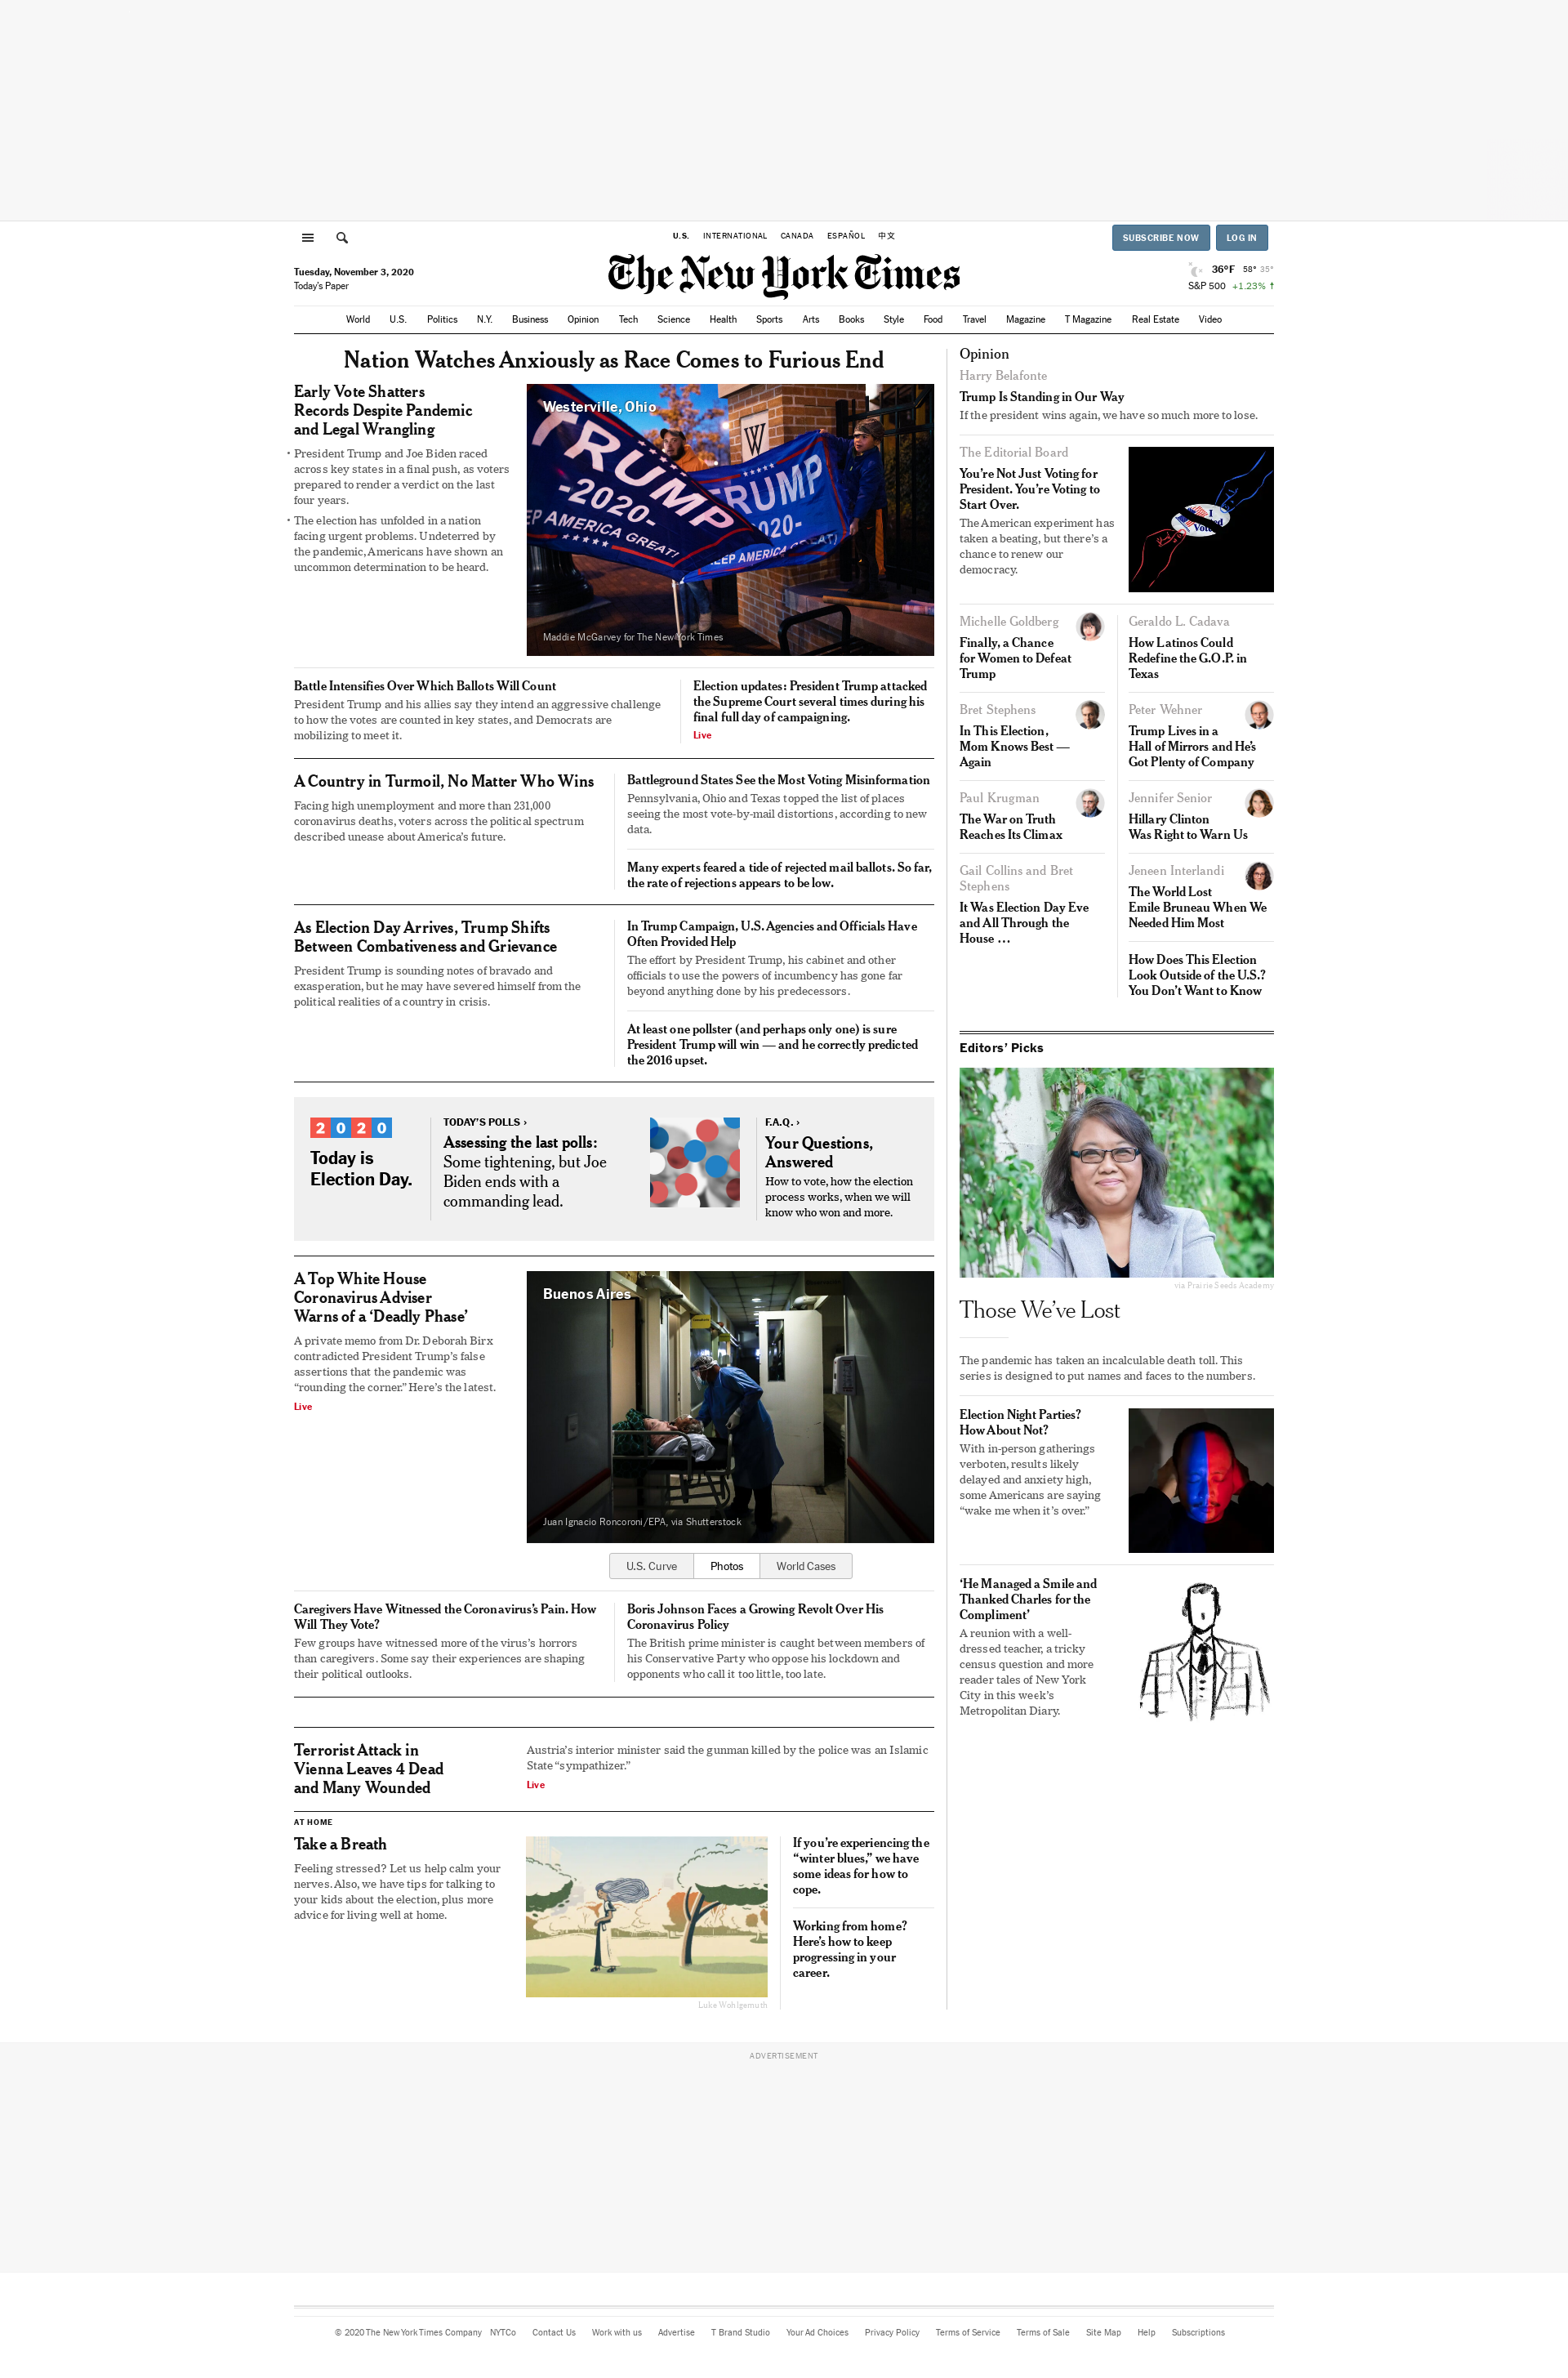 U.S. INTERNATIONAL CANADA ESPAÑOL 中文
SUBSCRIBE NOW LOG IN
Tuesday, November 3, 2020
Today's Paper
The New York Times
36°F 58° 35°
S&P 500 +1.23% ↑
World U.S. Politics N.Y. Business Opinion Tech Science Health Sports Arts Books Style Food Travel Magazine T Magazine Real Estate Video
Nation Watches Anxiously as Race Comes to Furious End
Early Vote Shatters
Records Despite Pandemic
and Legal Wrangling
• President Trump and Joe Biden raced
across key states in a final push, as voters
prepared to render a verdict on the last
four years.
• The election has unfolded in a nation
facing urgent problems. Undeterred by
the pandemic, Americans have shown an
uncommon determination to be heard.
Westerville, Ohio
TRUMP
-2020-
KEEP AMERICA GREAT!
TRUMP
2020-
KEEP AMERICA GREAT!
W
Maddie McGarvey for The New York Times
Battle Intensifies Over Which Ballots Will Count
President Trump and his allies say they intend an aggressive challenge
to how the votes are counted in key states, and Democrats are
mobilizing to meet it.
Election updates: President Trump attacked
the Supreme Court several times during his
final full day of campaigning.
Live
A Country in Turmoil, No Matter Who Wins
Facing high unemployment and more than 231,000
coronavirus deaths, voters across the political spectrum
described unease about America's future.
Battleground States See the Most Voting Misinformation
Pennsylvania, Ohio and Texas topped the list of places
seeing the most vote-by-mail distortions, according to new
data.
Many experts feared a tide of rejected mail ballots. So far,
the rate of rejections appears to be low.
As Election Day Arrives, Trump Shifts
Between Combativeness and Grievance
President Trump is sounding notes of bravado and
exasperation, but he may have severed himself from the
political realities of a country in crisis.
In Trump Campaign, U.S. Agencies and Officials Have
Often Provided Help
The effort by President Trump, his cabinet and other
officials to use the powers of incumbency has gone far
beyond anything done by his predecessors.
At least one pollster (and perhaps only one) is sure
President Trump will win — and he correctly predicted
the 2016 upset.
2020
Today is
Election Day.
TODAY'S POLLS ›
Assessing the last polls:
Some tightening, but Joe
Biden ends with a
commanding lead.
F.A.Q. ›
Your Questions,
Answered
How to vote, how the election
process works, when we will
know who won and more.
A Top White House
Coronavirus Adviser
Warns of a ‘Deadly Phase’
A private memo from Dr. Deborah Birx
contradicted President Trump's false
assertions that the pandemic was
“rounding the corner.” Here's the latest.
Live
Buenos Aires
Juan Ignacio Roncoroni/EPA, via Shutterstock
U.S. Curve Photos World Cases
Caregivers Have Witnessed the Coronavirus's Pain. How
Will They Vote?
Few groups have witnessed more of the virus's horrors
than caregivers. Some say their experiences are shaping
their political outlooks.
Boris Johnson Faces a Growing Revolt Over His
Coronavirus Policy
The British prime minister is caught between members of
his Conservative Party who oppose his lockdown and
opponents who call it too little, too late.
Terrorist Attack in
Vienna Leaves 4 Dead
and Many Wounded
Austria's interior minister said the gunman killed by the police was an Islamic
State “sympathizer.”
Live
AT HOME
Take a Breath
Feeling stressed? Let us help calm your
nerves. Also, we have tips for talking to
your kids about the election, plus more
advice for living well at home.
Luke Wohlgemuth
If you're experiencing the
“winter blues,” we have
some ideas for how to
cope.
Working from home?
Here's how to keep
progressing in your
career.
Opinion
Harry Belafonte
Trump Is Standing in Our Way
If the president wins again, we have so much more to lose.
The Editorial Board
You're Not Just Voting for
President. You're Voting to
Start Over.
The American experiment has
taken a beating, but there's a
chance to renew our
democracy.
I Voted
Michelle Goldberg
Finally, a Chance
for Women to Defeat
Trump
Bret Stephens
In This Election,
Mom Knows Best —
Again
Paul Krugman
The War on Truth
Reaches Its Climax
Gail Collins and Bret
Stephens
It Was Election Day Eve
and All Through the
House …
Geraldo L. Cadava
How Latinos Could
Redefine the G.O.P. in
Texas
Peter Wehner
Trump Lives in a
Hall of Mirrors and He's
Got Plenty of Company
Jennifer Senior
Hillary Clinton
Was Right to Warn Us
Jeneen Interlandi
The World Lost
Emile Bruneau When We
Needed Him Most
How Does This Election
Look Outside of the U.S.?
You Don't Want to Know
Editors' Picks
via Prairie Seeds Academy
Those We've Lost
The pandemic has taken an incalculable death toll. This
series is designed to put names and faces to the numbers.
Election Night Parties?
How About Not?
With in-person gatherings
verboten, results likely
delayed and anxiety high,
some Americans are saying
“wake me when it's over.”
‘He Managed a Smile and
Thanked Charles for the
Compliment’
A reunion with a well-
dressed teacher, a tricky
census question and more
reader tales of New York
City in this week's
Metropolitan Diary.
ADVERTISEMENT
© 2020 The New York Times Company NYTCo Contact Us Work with us Advertise T Brand Studio Your Ad Choices Privacy Policy Terms of Service Terms of Sale Site Map Help Subscriptions